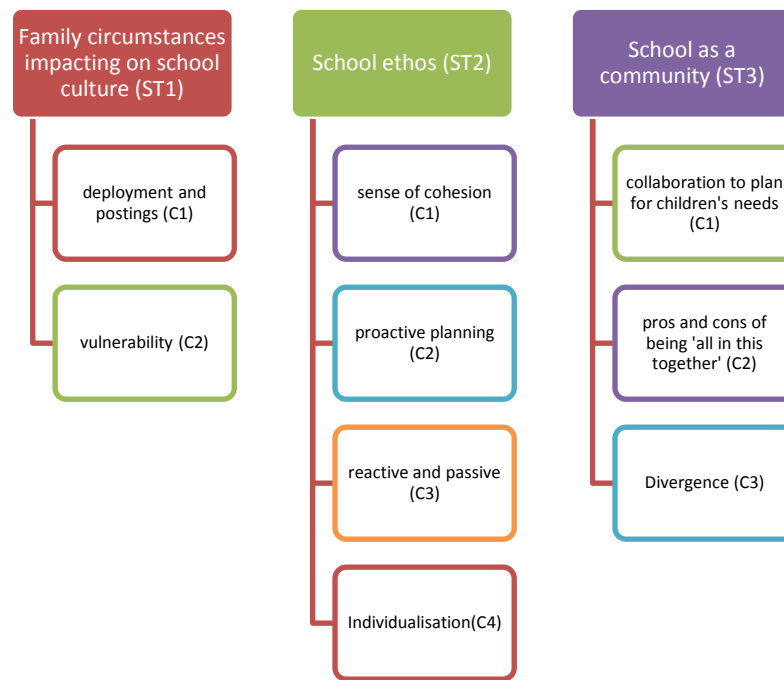 Family circumstances
impacting on school
culture (ST1)
deployment and
postings (C1)
vulnerability (C2)
School ethos (ST2)
sense of cohesion
(C1)
proactive planning
(C2)
reactive and passive
(C3)
Individualisation(C4)
School as a
community (ST3)
collaboration to plan
for children's needs
(C1)
pros and cons of
being 'all in this
together' (C2)
Divergence (C3)